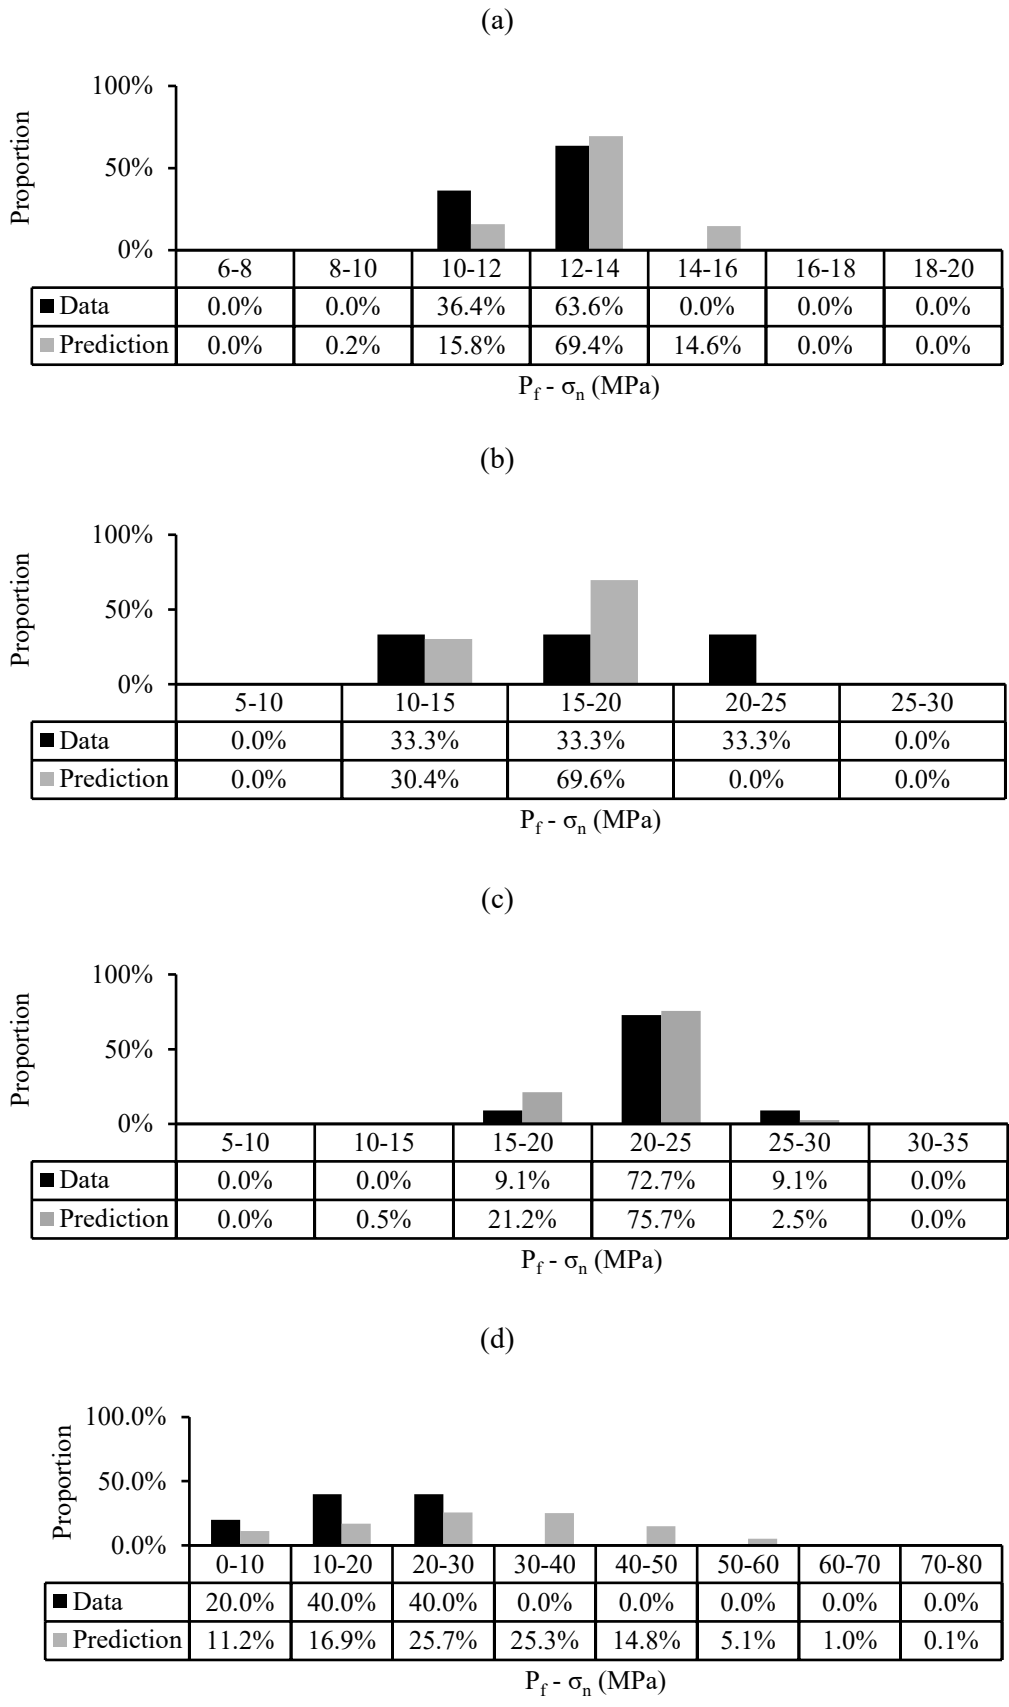 (a)
Proportion
100%
50%
0%
6-8 8-10 10-12 12-14 14-16 16-18 18-20
Data 0.0% 0.0% 36.4% 63.6% 0.0% 0.0% 0.0%
Prediction 0.0% 0.2% 15.8% 69.4% 14.6% 0.0% 0.0%
Pf - σn (MPa)
(b)
Proportion
100%
50%
0%
5-10 10-15 15-20 20-25 25-30
Data 0.0% 33.3% 33.3% 33.3% 0.0%
Prediction 0.0% 30.4% 69.6% 0.0% 0.0%
Pf - σn (MPa)
(c)
Proportion
100%
50%
0%
5-10 10-15 15-20 20-25 25-30 30-35
Data 0.0% 0.0% 9.1% 72.7% 9.1% 0.0%
Prediction 0.0% 0.5% 21.2% 75.7% 2.5% 0.0%
Pf - σn (MPa)
(d)
Proportion
100.0%
50.0%
0.0%
0-10 10-20 20-30 30-40 40-50 50-60 60-70 70-80
Data 20.0% 40.0% 40.0% 0.0% 0.0% 0.0% 0.0% 0.0%
Prediction 11.2% 16.9% 25.7% 25.3% 14.8% 5.1% 1.0% 0.1%
Pf - σn (MPa)